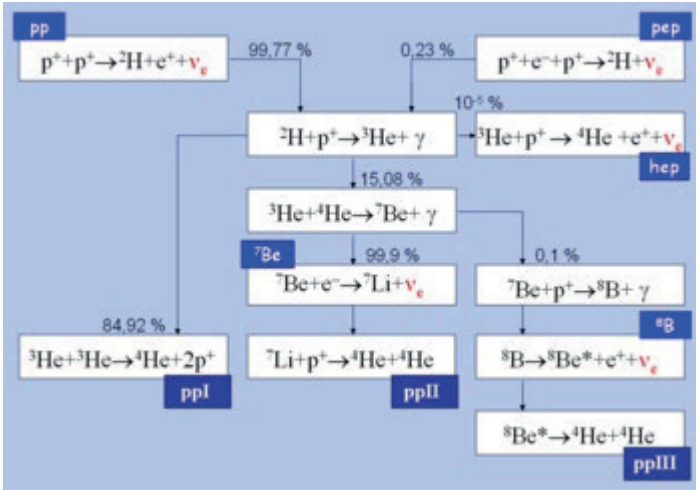 pp
pep
p⁺+p⁺→²H+e⁺+νₑ
99,77 %
0,23 %
p⁺+e⁻+p⁺→²H+νₑ
10⁻⁵ %
²H+p⁺→³He+ γ
³He+p⁺→ ⁴He +e⁺+νₑ
hep
15,08 %
³He+⁴He→⁷Be+ γ
⁷Be
99,9 %
0,1 %
⁷Be+e⁻→⁷Li+νₑ
⁷Be+p⁺→⁸B+ γ
84,92 %
⁸B
³He+³He→⁴He+2p⁺
⁷Li+p⁺→⁴He+⁴He
⁸B→⁸Be*+e⁺+νₑ
ppI
ppII
⁸Be*→⁴He+⁴He
ppIII